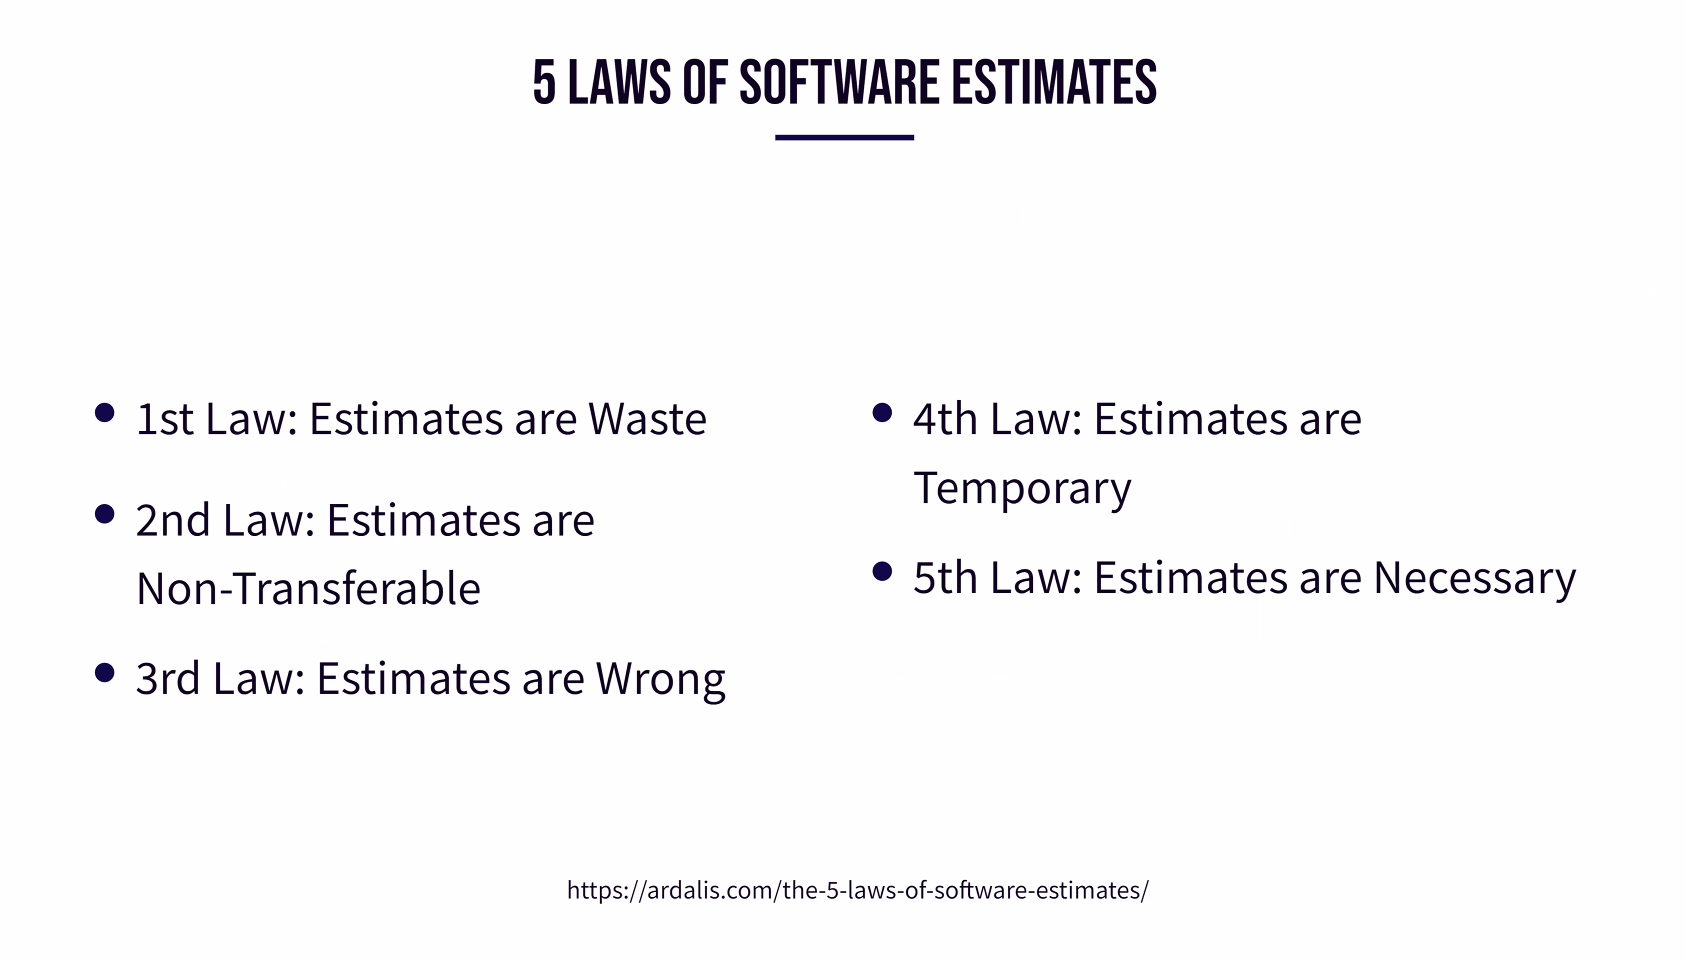 5 LAWS OF SOFTWARE ESTIMATES
• 1st Law: Estimates are Waste
• 2nd Law: Estimates are
Non-Transferable
• 3rd Law: Estimates are Wrong
• 4th Law: Estimates are
Temporary
• 5th Law: Estimates are Necessary
https://ardalis.com/the-5-laws-of-software-estimates/